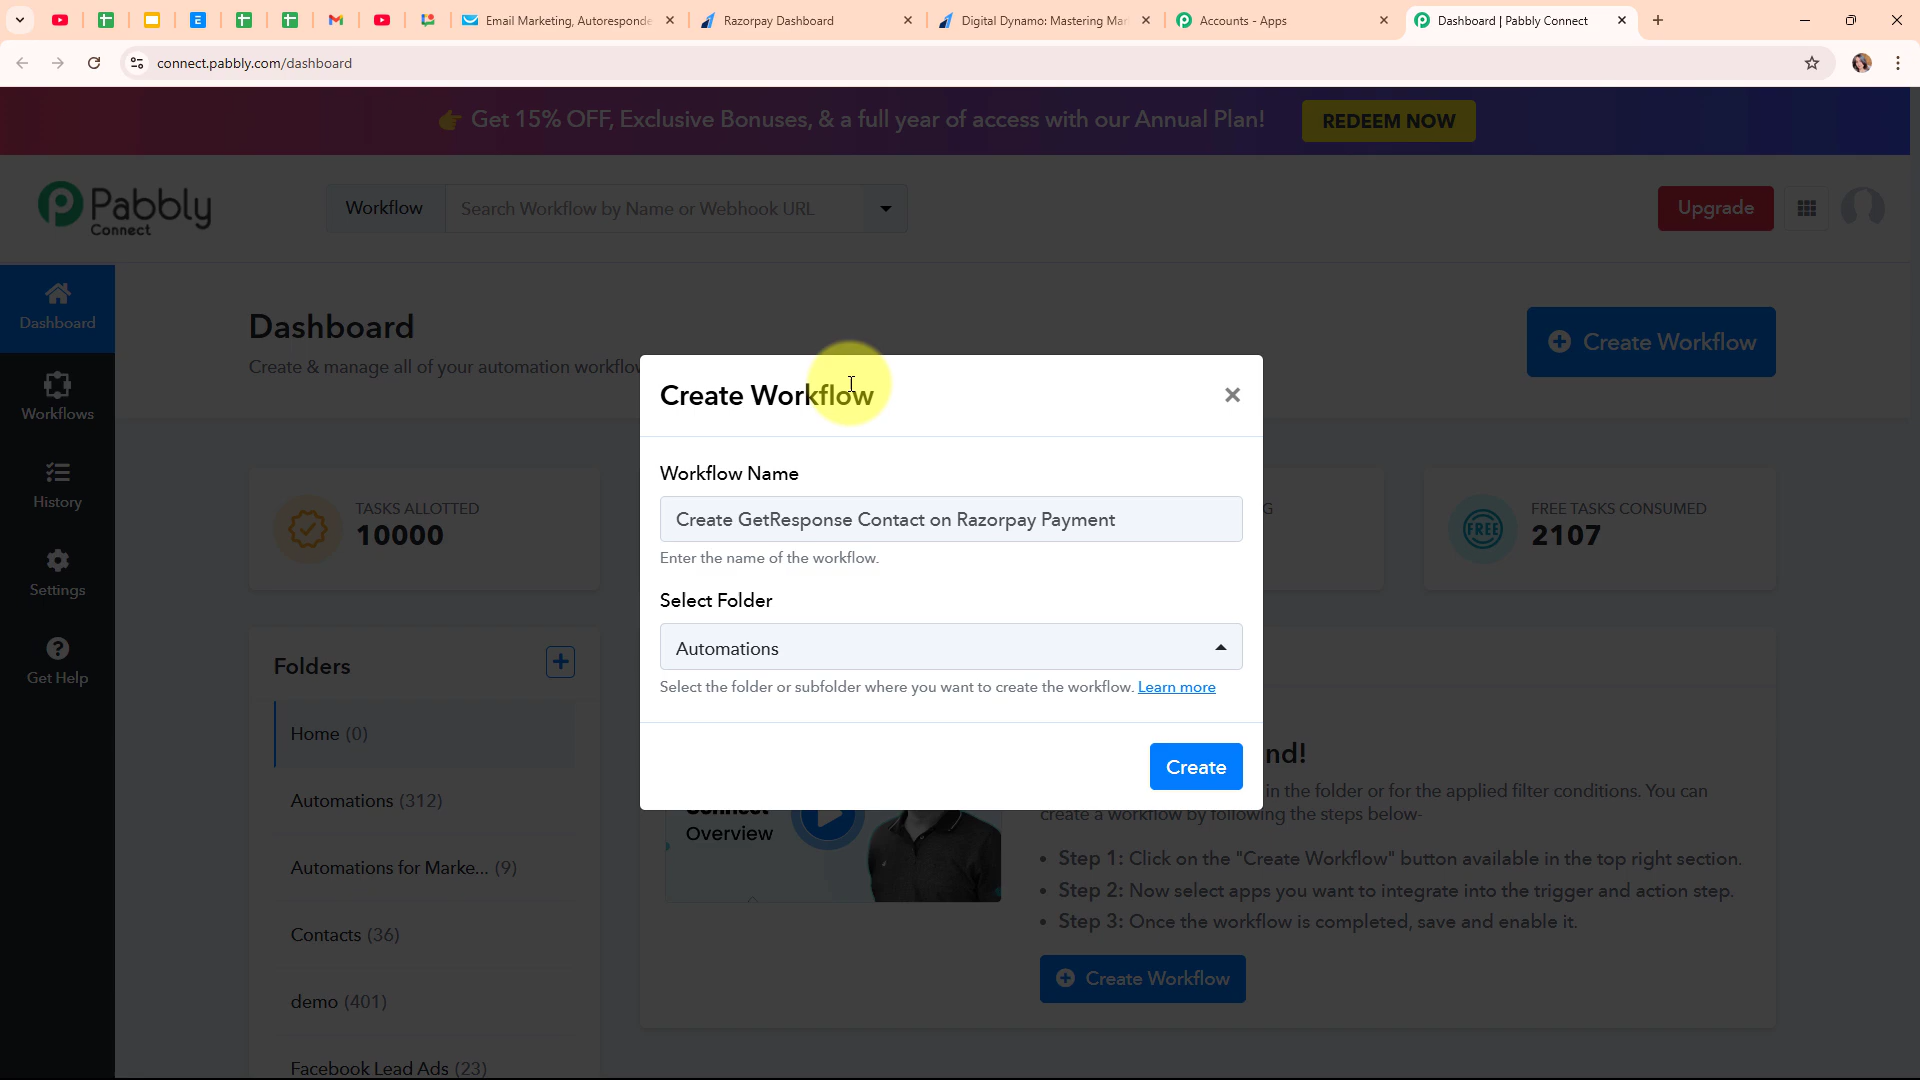 Email Marketing, Autoresponde
Razorpay Dashboard
Digital Dynamo: Mastering Mar
Accounts - Apps
Dashboard | Pabbly Connect
connect.pabbly.com/dashboard
👉 Get 15% OFF, Exclusive Bonuses, & a full year of access with our Annual Plan!
REDEEM NOW
Pabbly
Connect
Workflow
Search Workflow by Name or Webhook URL
Upgrade
Dashboard
Workflows
History
Settings
Get Help
Dashboard
Create & manage all of your automation workflow
Create Workflow
TASKS ALLOTTED
10000
G
FREE
FREE TASKS CONSUMED
2107
Folders
Home (0)
Automations (312)
Automations for Marke... (9)
Contacts (36)
demo (401)
Facebook Lead Ads (23)
Create Workflow
Workflow Name
Create GetResponse Contact on Razorpay Payment
Enter the name of the workflow.
Select Folder
Automations
Select the folder or subfolder where you want to create the workflow. Learn more
Create
Overview
nd!
in the folder or for the applied filter conditions. You can
create a workflow by following the steps below-
• Step 1: Click on the "Create Workflow" button available in the top right section.
• Step 2: Now select apps you want to integrate into the trigger and action step.
• Step 3: Once the workflow is completed, save and enable it.
Create Workflow